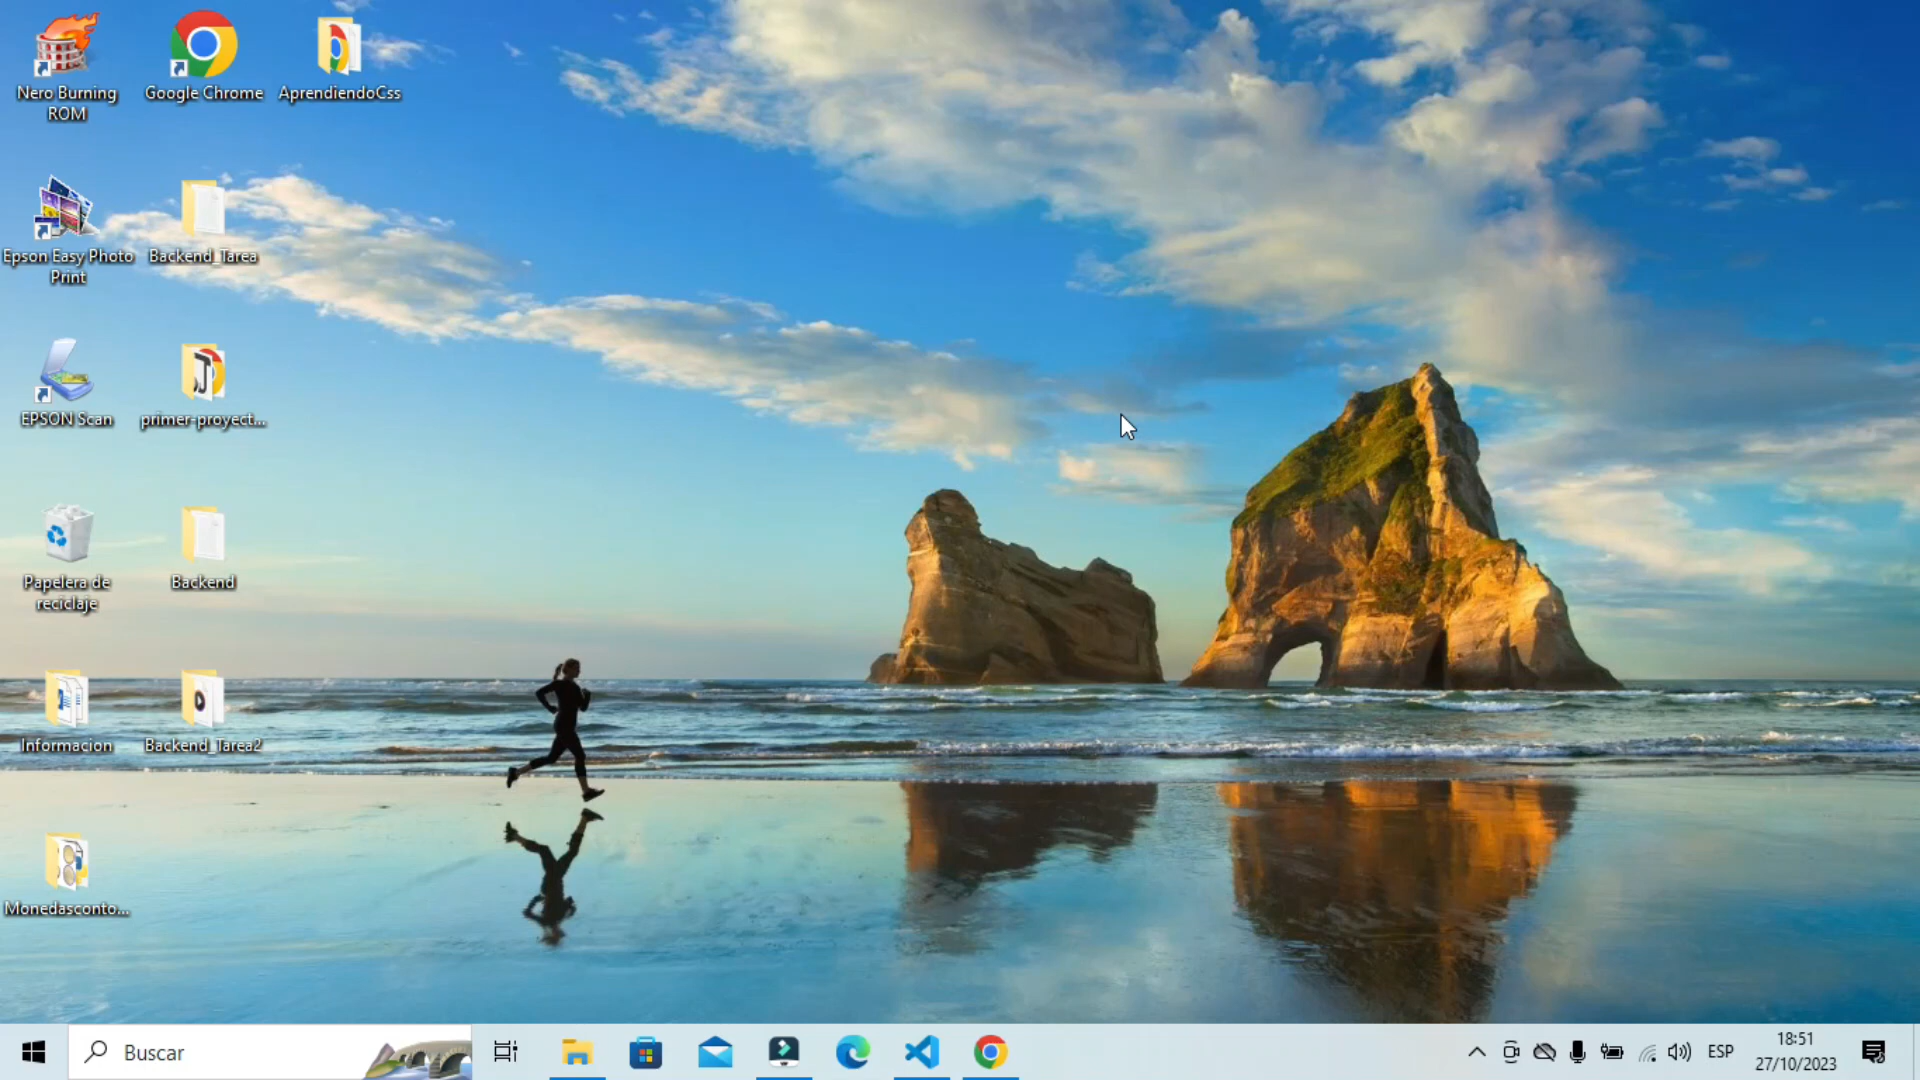 Nero Burning
ROM
Google Chrome
AprendiendoCss
Epson Easy Photo
Print
Backend_Tarea
EPSON Scan
primer-proyect...
Papelera de
reciclaje
Backend
Informacion
Backend_Tarea2
Monedasconto...
Buscar
ESP
18:51
27/10/2023